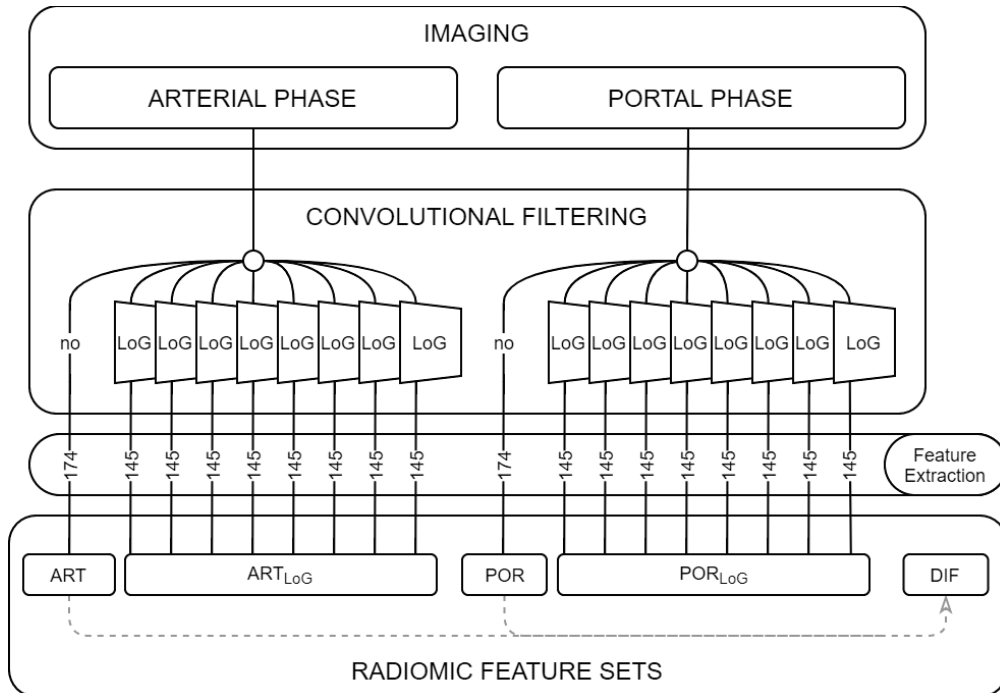 IMAGING
ARTERIAL PHASE
PORTAL PHASE
CONVOLUTIONAL FILTERING
no
LoG
LoG
LoG
LoG
LoG
LoG
LoG
LoG
no
LoG
LoG
LoG
LoG
LoG
LoG
LoG
LoG
174
145
145
145
145
145
145
145
145
174
145
145
145
145
145
145
145
145
Feature
Extraction
ART
ART_LoG
POR
POR_LoG
DIF
RADIOMIC FEATURE SETS